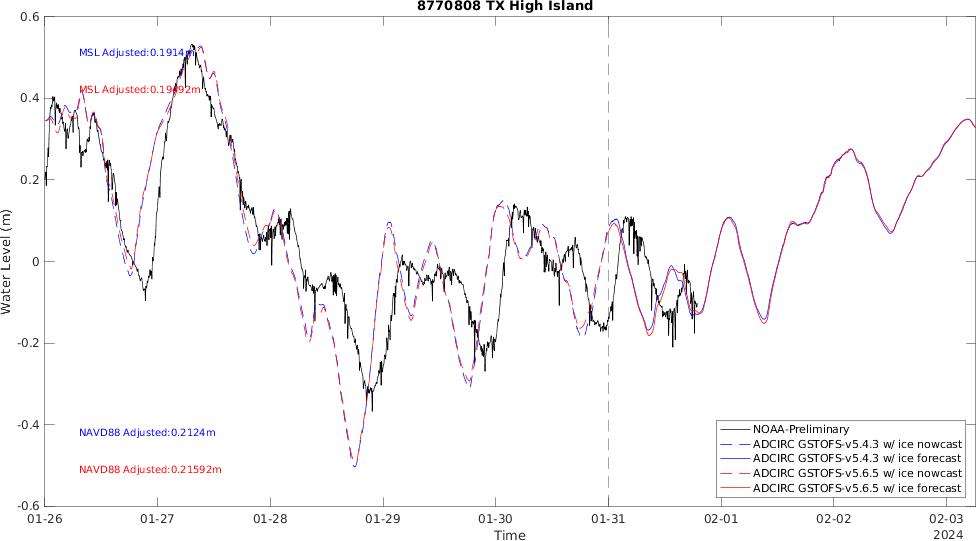 8770808 TX High Island
Water Level (m)
0.6
0.4
0.2
0
-0.2
-0.4
-0.6
MSL Adjusted:0.1914m
MSL Adjusted:0.19492m
NAVD88 Adjusted:0.2124m
NAVD88 Adjusted:0.21592m
NOAA-Preliminary
ADCIRC GSTOFS-v5.4.3 w/ ice nowcast
ADCIRC GSTOFS-v5.4.3 w/ ice forecast
ADCIRC GSTOFS-v5.6.5 w/ ice nowcast
ADCIRC GSTOFS-v5.6.5 w/ ice forecast
01-26 01-27 01-28 01-29 01-30 01-31 02-01 02-02 02-03
Time
2024